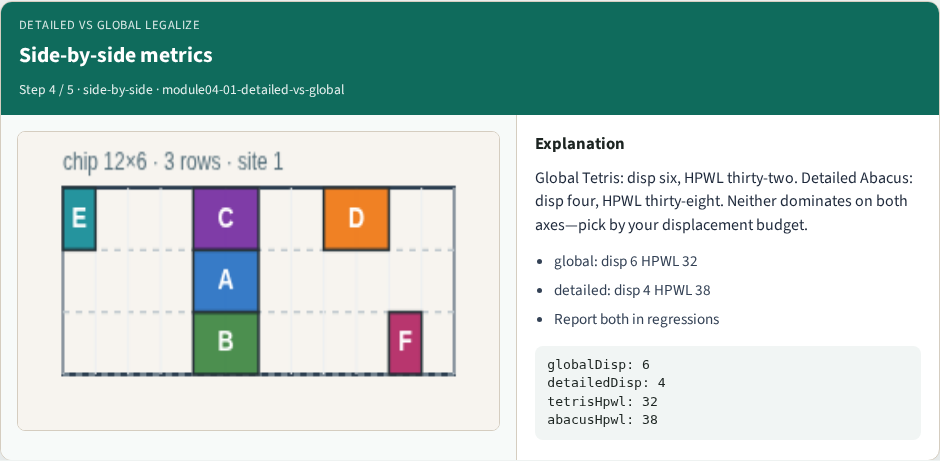 DETAILED VS GLOBAL LEGALIZE
Side-by-side metrics
Step 4 / 5 · side-by-side · module04-01-detailed-vs-global
chip 12×6 · 3 rows · site 1
E
C
D
A
B
F
Explanation
Global Tetris: disp six, HPWL thirty-two. Detailed Abacus:
disp four, HPWL thirty-eight. Neither dominates on both
axes—pick by your displacement budget.
• global: disp 6 HPWL 32
• detailed: disp 4 HPWL 38
• Report both in regressions
globalDisp: 6
detailedDisp: 4
tetrisHpwl: 32
abacusHpwl: 38